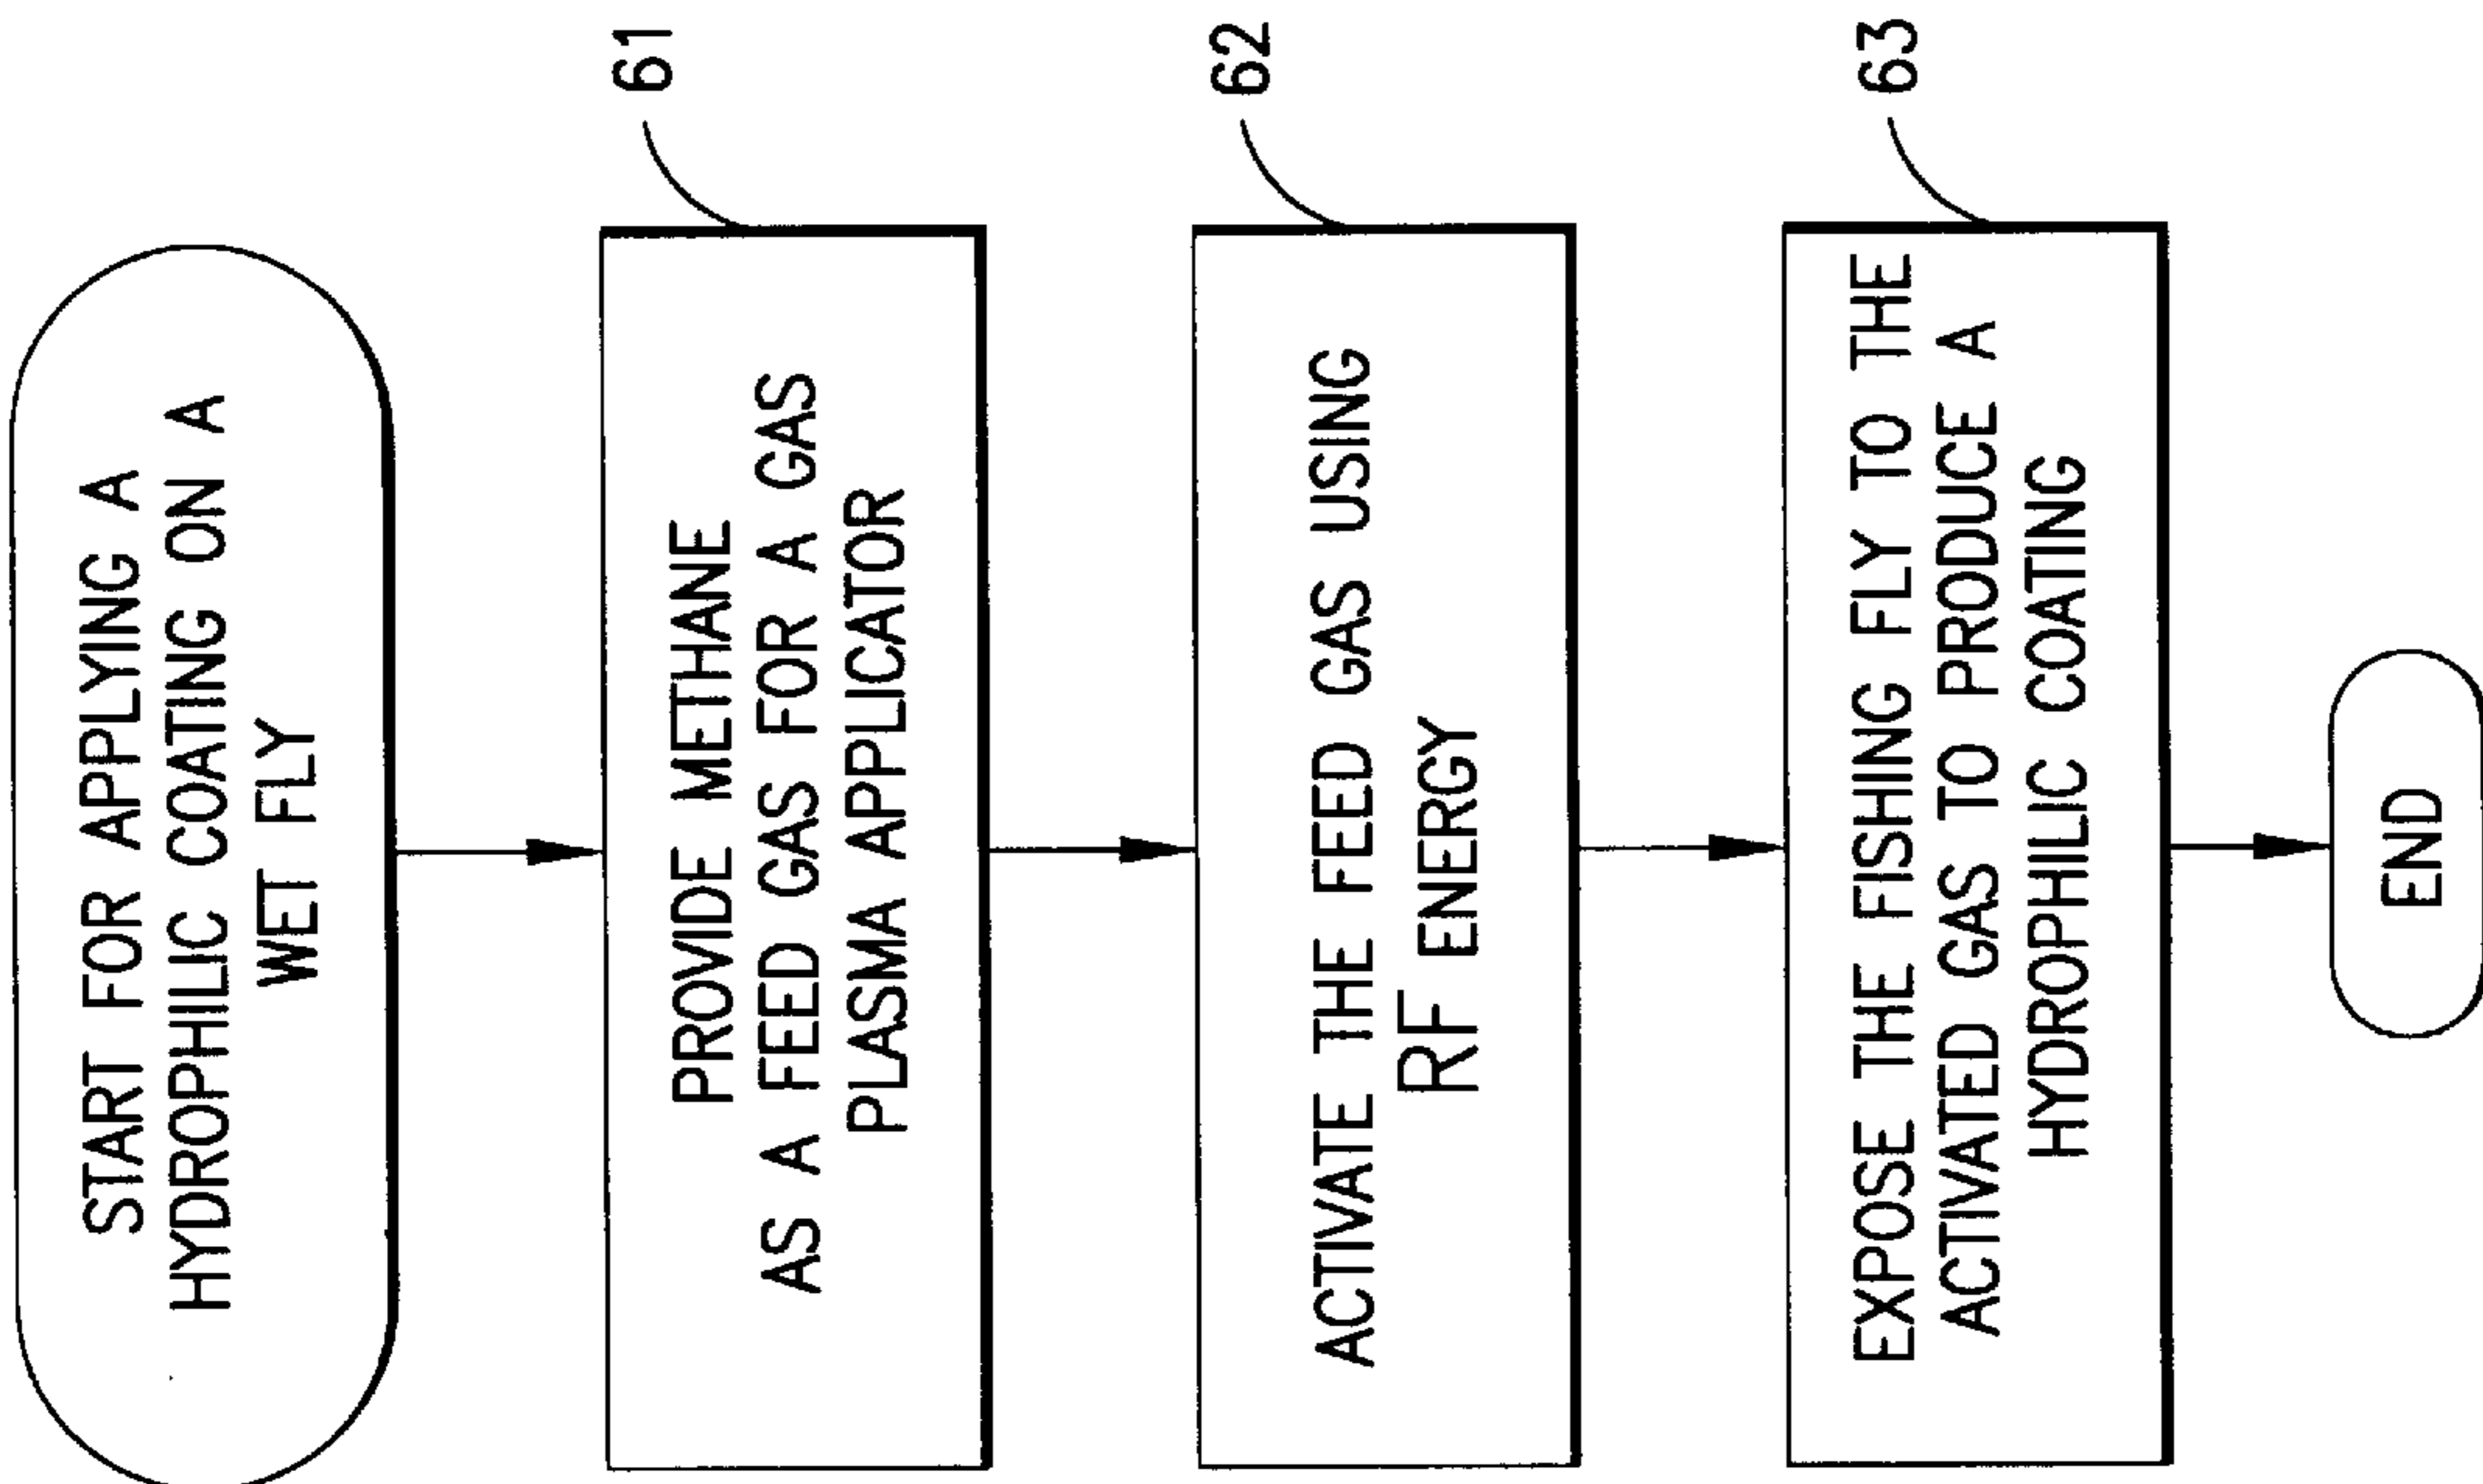 START FOR APPLYING A
HYDROPHILIC COATING ON A
WET FLY
61
PROVIDE METHANE
AS A FEED GAS FOR A GAS
PLASMA APPLICATOR
62
ACTIVATE THE FEED GAS USING
RF ENERGY
63
EXPOSE THE FISHING FLY TO THE
ACTIVATED GAS TO PRODUCE A
HYDROPHILIC COATING
END